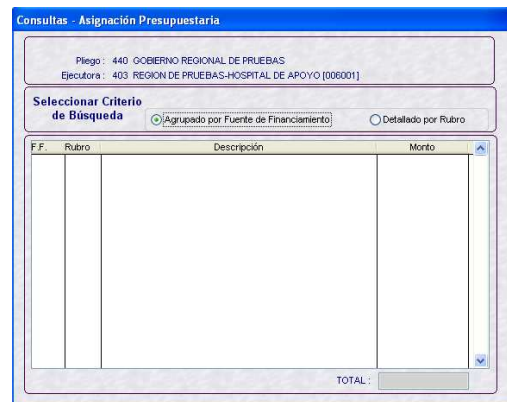 Consultas - Asignación Presupuestaria
Pliego : 440 GOBIERNO REGIONAL DE PRUEBAS
Ejecutora : 403 REGION DE PRUEBAS-HOSPITAL DE APOYO [006001]
Seleccionar Criterio
de Búsqueda Agrupado por Fuente de Financiamiento Detallado por Rubro
F.F. Rubro Descripción Monto
TOTAL :